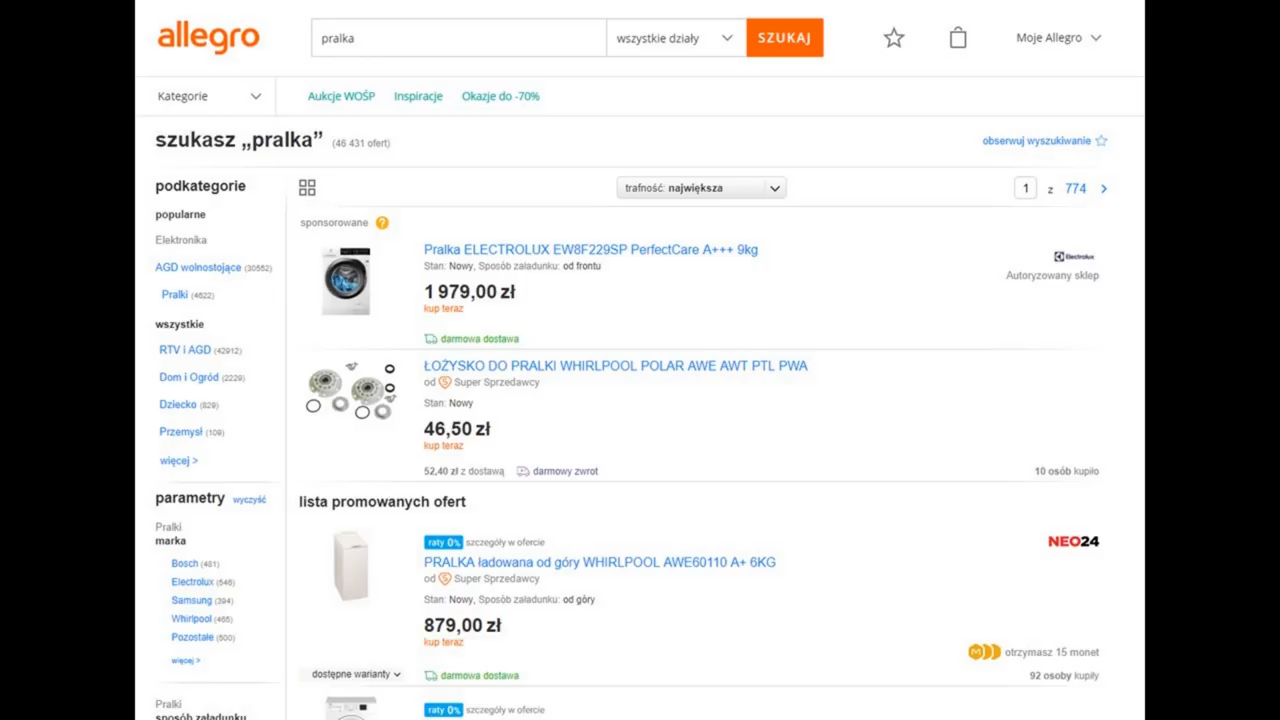 allegro
pralka
wszystkie działy
SZUKAJ
Moje Allegro
Kategorie
Aukcje WOŚP
Inspiracje
Okazje do -70%
szukasz „pralka” (46 431 ofert)
obserwuj wyszukiwanie
podkategorie
popularne
Elektronika
AGD wolnostojące (30552)
Pralki (4622)
wszystkie
RTV i AGD (42912)
Dom i Ogród (2229)
Dziecko (829)
Przemysł (109)
więcej >
parametry wyczyść
Pralki
marka
Bosch (481)
Electrolux (546)
Samsung (394)
Whirlpool (465)
Pozostałe (500)
więcej >
Pralki
sposób załadunku
trafność: największa
1 z 774 >
sponsorowane ?
Pralka ELECTROLUX EW8F229SP PerfectCare A+++ 9kg
Stan: Nowy, Sposób załadunku: od frontu
1 979,00 zł
kup teraz
darmowa dostawa
Electrolux
Autoryzowany sklep
ŁOŻYSKO DO PRALKI WHIRLPOOL POLAR AWE AWT PTL PWA
od Super Sprzedawcy
Stan: Nowy
46,50 zł
kup teraz
52,40 zł z dostawą darmowy zwrot
10 osób kupiło
lista promowanych ofert
raty 0% szczegóły w ofercie
NEO24
PRALKA ładowana od góry WHIRLPOOL AWE60110 A+ 6KG
od Super Sprzedawcy
Stan: Nowy, Sposób załadunku: od góry
879,00 zł
kup teraz
otrzymasz 15 monet
dostępne warianty
darmowa dostawa
92 osoby kupiły
raty 0% szczegóły w ofercie